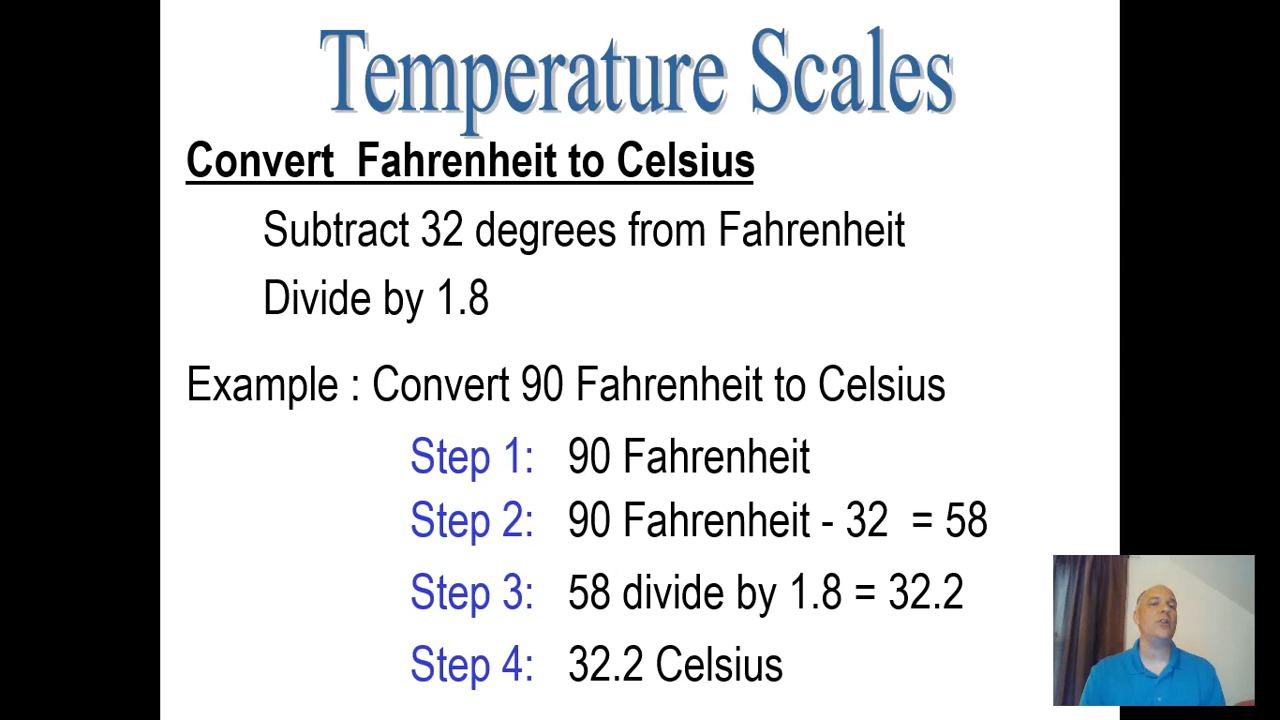 Temperature Scales
Convert  Fahrenheit to Celsius
Subtract 32 degrees from Fahrenheit
Divide by 1.8
Example : Convert 90 Fahrenheit to Celsius
Step 1: 90 Fahrenheit
Step 2: 90 Fahrenheit - 32  = 58
Step 3: 58 divide by 1.8 = 32.2
Step 4: 32.2 Celsius